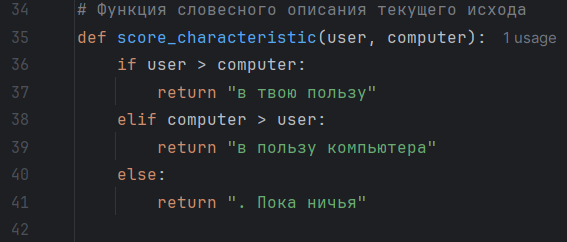 34 # Функция словесного описания текущего исхода
35 def score_characteristic(user, computer): 1 usage
36 if user > computer:
37 return "в твою пользу"
38 elif computer > user:
39 return "в пользу компьютера"
40 else:
41 return ". Пока ничья"
42